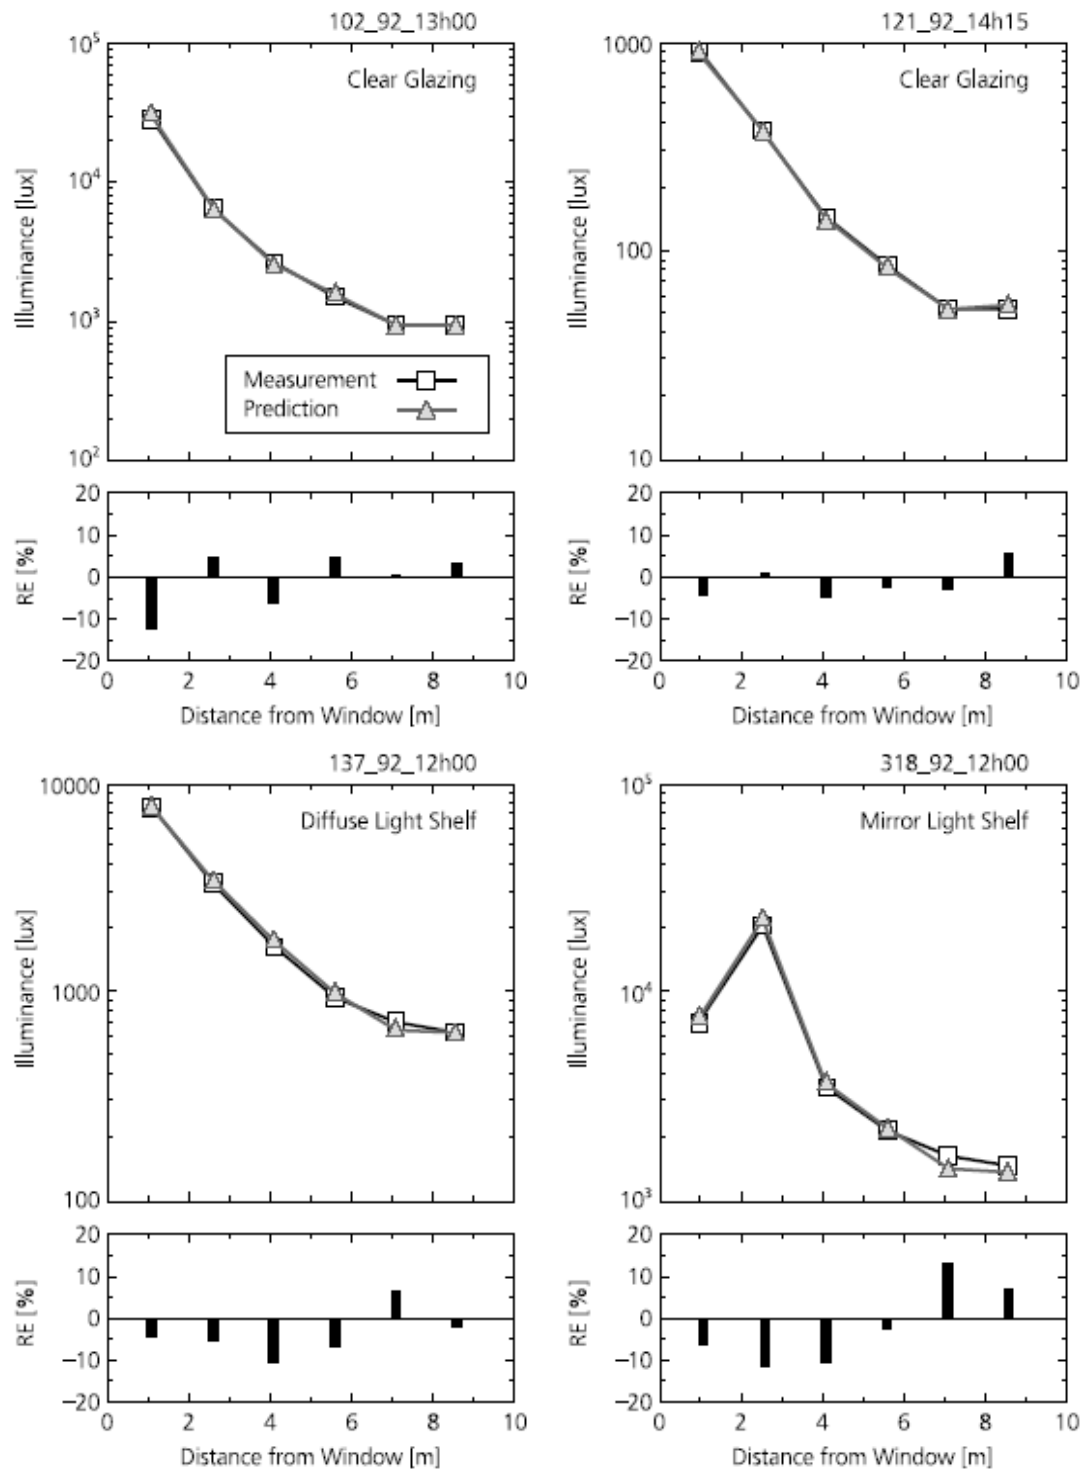 102_92_13h00
Clear Glazing
10^5
10^4
10^3
10^2
Illuminance [lux]
Measurement
Prediction
20
10
0
−10
−20
RE [%]
0 2 4 6 8 10
Distance from Window [m]
121_92_14h15
Clear Glazing
1000
100
10
Illuminance [lux]
20
10
0
−10
−20
RE [%]
0 2 4 6 8 10
Distance from Window [m]
137_92_12h00
Diffuse Light Shelf
10000
1000
100
Illuminance [lux]
20
10
0
−10
−20
RE [%]
0 2 4 6 8 10
Distance from Window [m]
318_92_12h00
Mirror Light Shelf
10^5
10^4
10^3
Illuminance [lux]
20
10
0
−10
−20
RE [%]
0 2 4 6 8 10
Distance from Window [m]